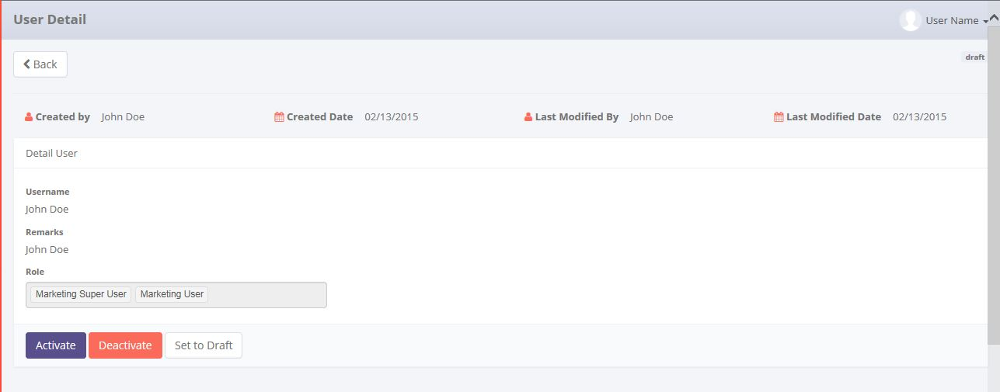 User Detail
User Name
Back
draft
Created by John Doe Created Date 02/13/2015 Last Modified By John Doe Last Modified Date 02/13/2015
Detail User
Username
John Doe
Remarks
John Doe
Role
Marketing Super User Marketing User
Activate Deactivate Set to Draft